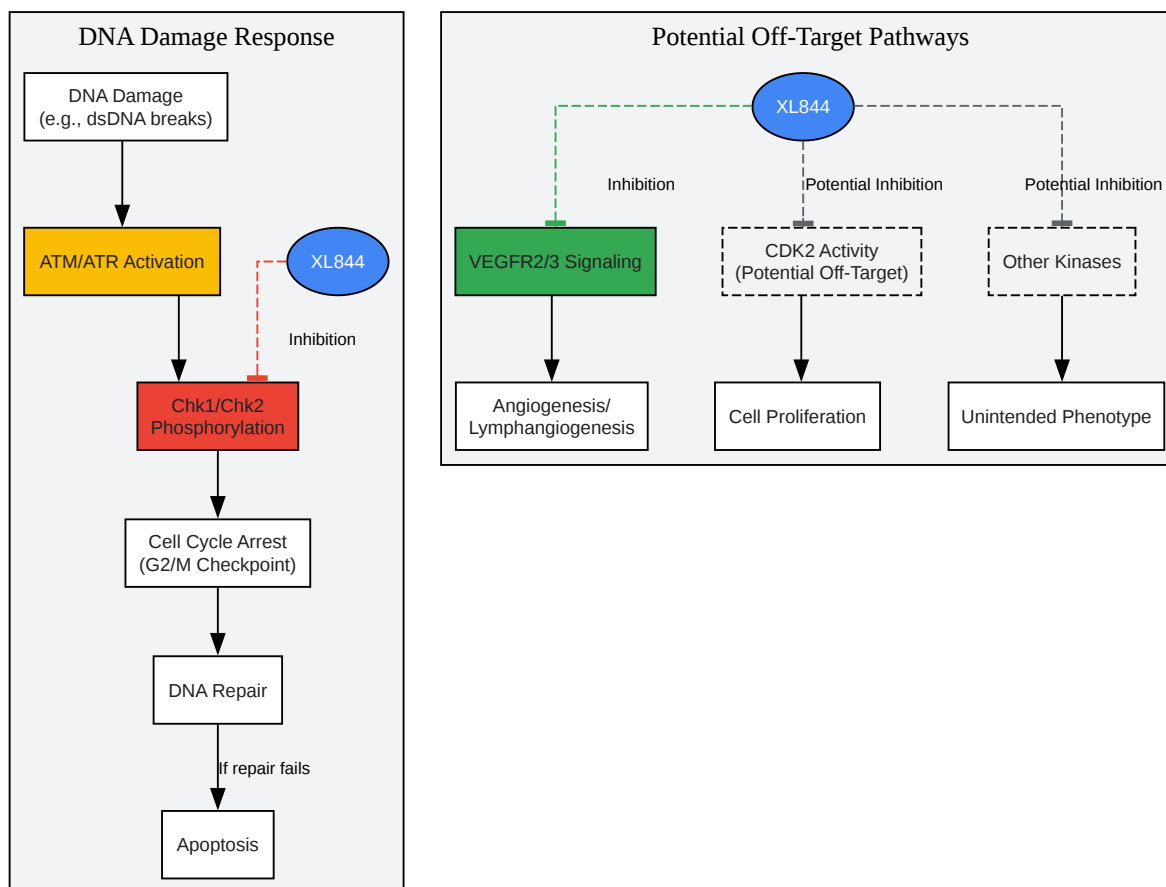 DNA Damage Response
DNA Damage
(e.g., dsDNA breaks)
ATM/ATR Activation
XL844
Inhibition
Chk1/Chk2
Phosphorylation
Cell Cycle Arrest
(G2/M Checkpoint)
DNA Repair
If repair fails
Apoptosis
Potential Off-Target Pathways
XL844
Inhibition
Potential Inhibition
Potential Inhibition
VEGFR2/3 Signaling
CDK2 Activity
(Potential Off-Target)
Other Kinases
Angiogenesis/
Lymphangiogenesis
Cell Proliferation
Unintended Phenotype